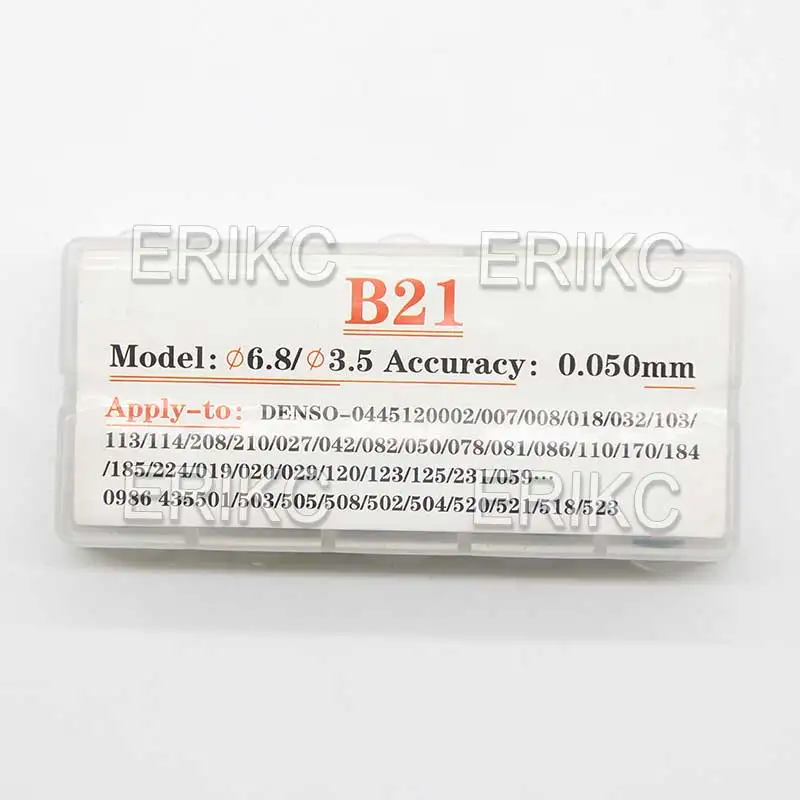 ERIKC ERIKC
B21
Model: φ6.8/φ3.5 Accuracy: 0.050mm
Apply-to: DENSO-0445120002/007/008/018/032/103/
113/114/208/210/027/042/082/050/078/081/086/110/170/184
/185/224/019/020/029/120/123/125/231/059…
0986 435501/503/505/508/502/504/520/521/518/523
ERIKC ERIKC